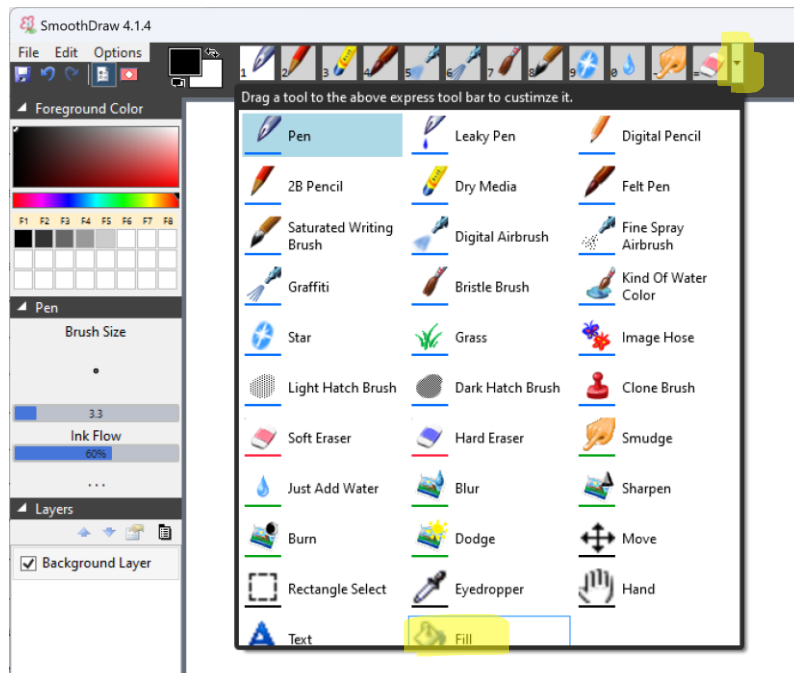 SmoothDraw 4.1.4
File Edit Options
1 2 3 4 5 6 7 8 9 0 - =
Drag a tool to the above express tool bar to custimze it.
Foreground Color
F1 F2 F3 F4 F5 F6 F7 F8
Pen
Brush Size
3.3
Ink Flow
60%
...
Layers
Background Layer
Pen Leaky Pen Digital Pencil
2B Pencil Dry Media Felt Pen
Saturated Writing
Brush
Digital Airbrush
Fine Spray
Airbrush
Graffiti Bristle Brush
Kind Of Water
Color
Star Grass Image Hose
Light Hatch Brush Dark Hatch Brush Clone Brush
Soft Eraser Hard Eraser Smudge
Just Add Water Blur Sharpen
Burn Dodge Move
Rectangle Select Eyedropper Hand
Text Fill